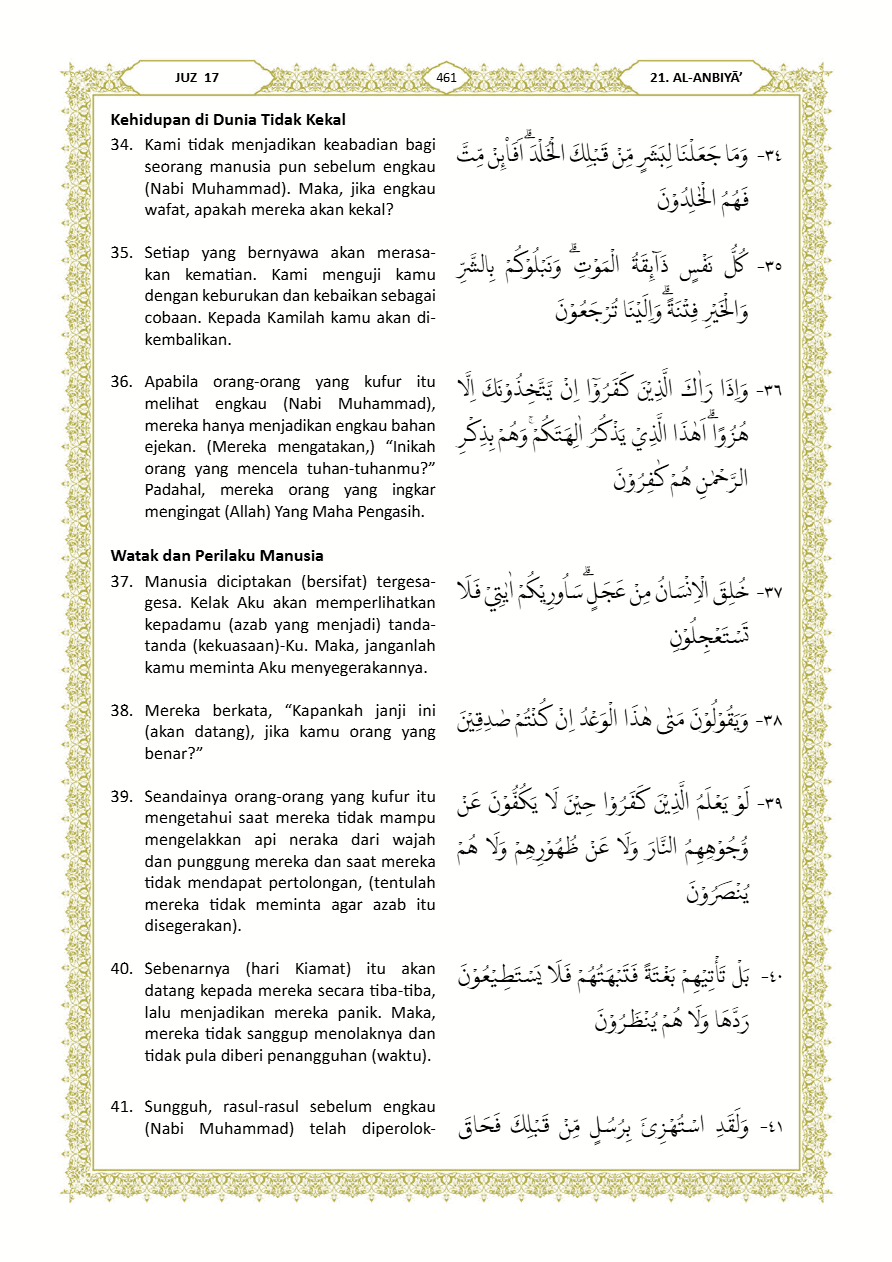 JUZ 17
461
21. AL-ANBIYĀ’
Kehidupan di Dunia Tidak Kekal
34. Kami tidak menjadikan keabadian bagi
seorang manusia pun sebelum engkau
(Nabi Muhammad). Maka, jika engkau
wafat, apakah mereka akan kekal?
٣٤- وَمَا جَعَلْنَا لِبَشَرٍ مِّنْ قَبْلِكَ الْخُلْدَۗ اَفَا۟ىِٕنْ مِّتَّ
فَهُمُ الْخٰلِدُوْنَ
35. Setiap yang bernyawa akan merasa-
kan kematian. Kami menguji kamu
dengan keburukan dan kebaikan sebagai
cobaan. Kepada Kamilah kamu akan di-
kembalikan.
٣٥- كُلُّ نَفْسٍ ذَاۤىِٕقَةُ الْمَوْتِۗ وَنَبْلُوْكُمْ بِالشَّرِّ
وَالْخَيْرِ فِتْنَةًۗ وَاِلَيْنَا تُرْجَعُوْنَ
36. Apabila orang-orang yang kufur itu
melihat engkau (Nabi Muhammad),
mereka hanya menjadikan engkau bahan
ejekan. (Mereka mengatakan,) “Inikah
orang yang mencela tuhan-tuhanmu?”
Padahal, mereka orang yang ingkar
mengingat (Allah) Yang Maha Pengasih.
٣٦- وَاِذَا رَاٰكَ الَّذِيْنَ كَفَرُوْٓا اِنْ يَّتَّخِذُوْنَكَ اِلَّا
هُزُوًاۗ اَهٰذَا الَّذِيْ يَذْكُرُ اٰلِهَتَكُمْۚ وَهُمْ بِذِكْرِ
الرَّحْمٰنِ هُمْ كٰفِرُوْنَ
Watak dan Perilaku Manusia
37. Manusia diciptakan (bersifat) tergesa-
gesa. Kelak Aku akan memperlihatkan
kepadamu (azab yang menjadi) tanda-
tanda (kekuasaan)-Ku. Maka, janganlah
kamu meminta Aku menyegerakannya.
٣٧- خُلِقَ الْاِنْسَانُ مِنْ عَجَلٍۗ سَاُورِيْكُمْ اٰيٰتِيْ فَلَا
تَسْتَعْجِلُوْنِ
38. Mereka berkata, “Kapankah janji ini
(akan datang), jika kamu orang yang
benar?”
٣٨- وَيَقُوْلُوْنَ مَتٰى هٰذَا الْوَعْدُ اِنْ كُنْتُمْ صٰدِقِيْنَ
39. Seandainya orang-orang yang kufur itu
mengetahui saat mereka tidak mampu
mengelakkan api neraka dari wajah
dan punggung mereka dan saat mereka
tidak mendapat pertolongan, (tentulah
mereka tidak meminta agar azab itu
disegerakan).
٣٩- لَوْ يَعْلَمُ الَّذِيْنَ كَفَرُوْا حِيْنَ لَا يَكُفُّوْنَ عَنْ
وُّجُوْهِهِمُ النَّارَ وَلَا عَنْ ظُهُوْرِهِمْ وَلَا هُمْ
يُنْصَرُوْنَ
40. Sebenarnya (hari Kiamat) itu akan
datang kepada mereka secara tiba-tiba,
lalu menjadikan mereka panik. Maka,
mereka tidak sanggup menolaknya dan
tidak pula diberi penangguhan (waktu).
٤٠- بَلْ تَأْتِيْهِمْ بَغْتَةً فَتَبْهَتُهُمْ فَلَا يَسْتَطِيْعُوْنَ
رَدَّهَا وَلَا هُمْ يُنْظَرُوْنَ
41. Sungguh, rasul-rasul sebelum engkau
(Nabi Muhammad) telah diperolok-
٤١- وَلَقَدِ اسْتُهْزِئَ بِرُسُلٍ مِّنْ قَبْلِكَ فَحَاقَ